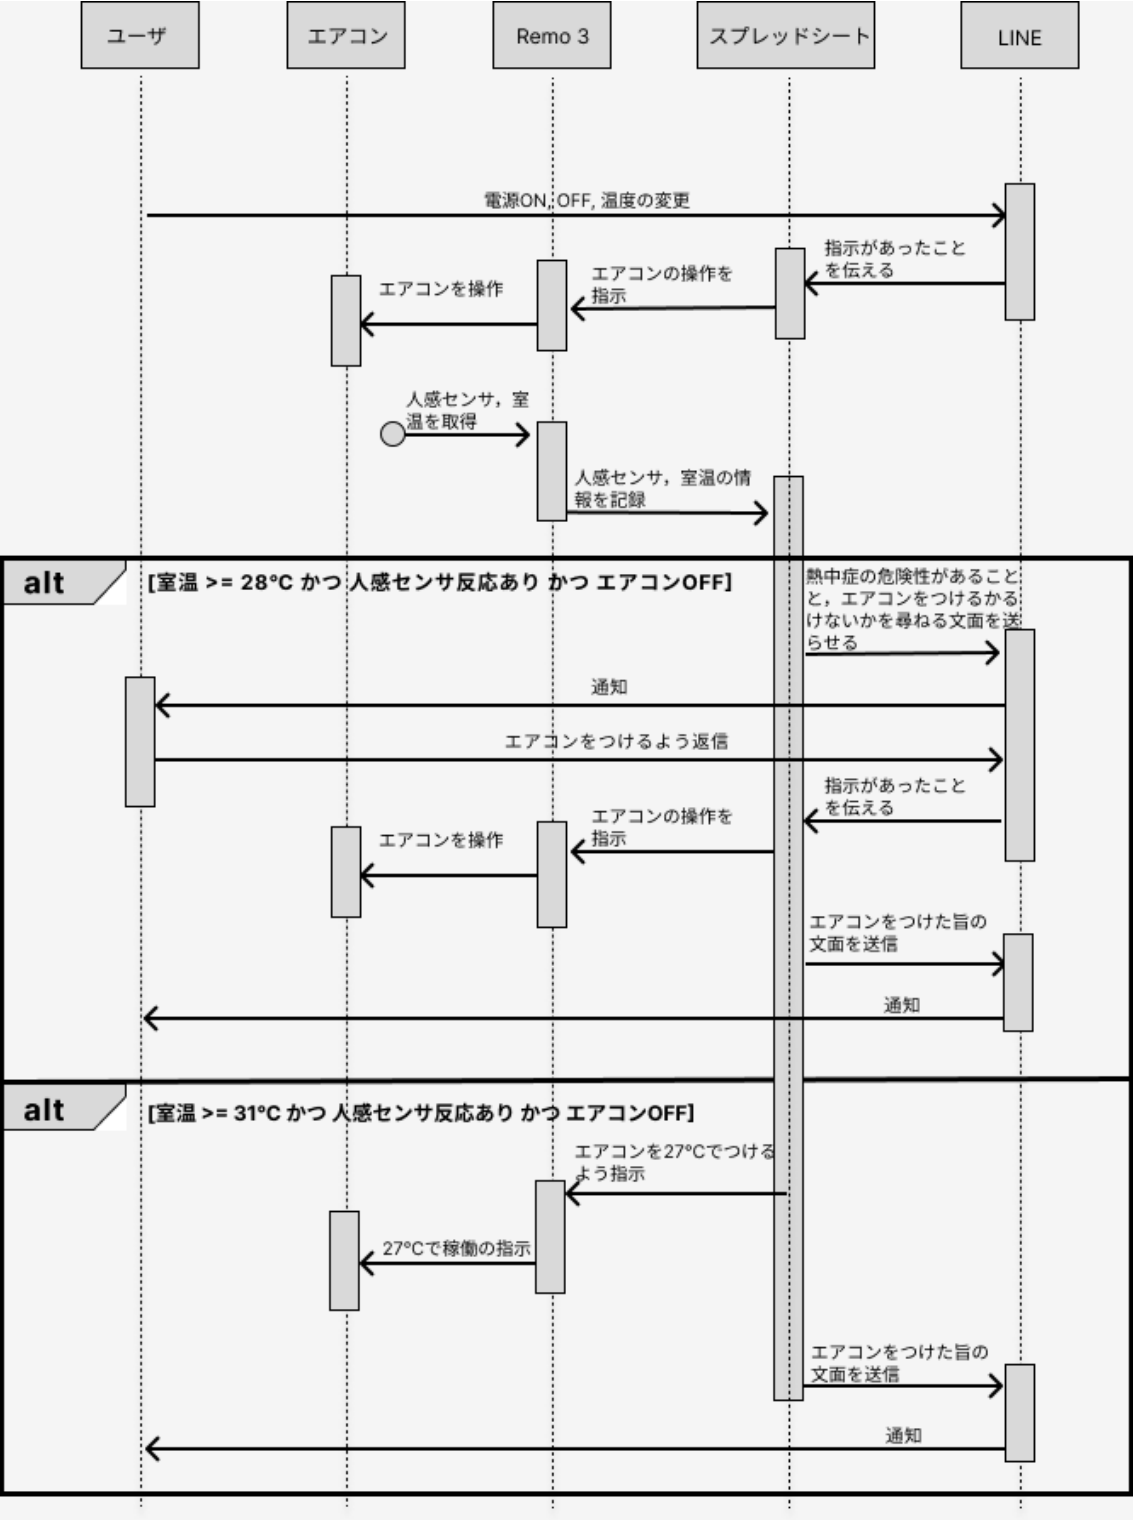 ユーザ
エアコン
Remo 3
スプレッドシート
LINE
電源ON, OFF, 温度の変更
指示があったこと
を伝える
エアコンの操作を
指示
エアコンを操作
人感センサ，室
温を取得
人感センサ，室温の情
報を記録
alt
[室温 >= 28℃ かつ 人感センサ反応あり かつ エアコンOFF]
熱中症の危険性があること
と，エアコンをつけるかる
けないかを尋ねる文面を送
らせる
通知
エアコンをつけるよう返信
指示があったこと
を伝える
エアコンの操作を
指示
エアコンを操作
エアコンをつけた旨の
文面を送信
通知
alt
[室温 >= 31℃ かつ 人感センサ反応あり かつ エアコンOFF]
エアコンを27℃でつける
よう指示
27℃で稼働の指示
エアコンをつけた旨の
文面を送信
通知